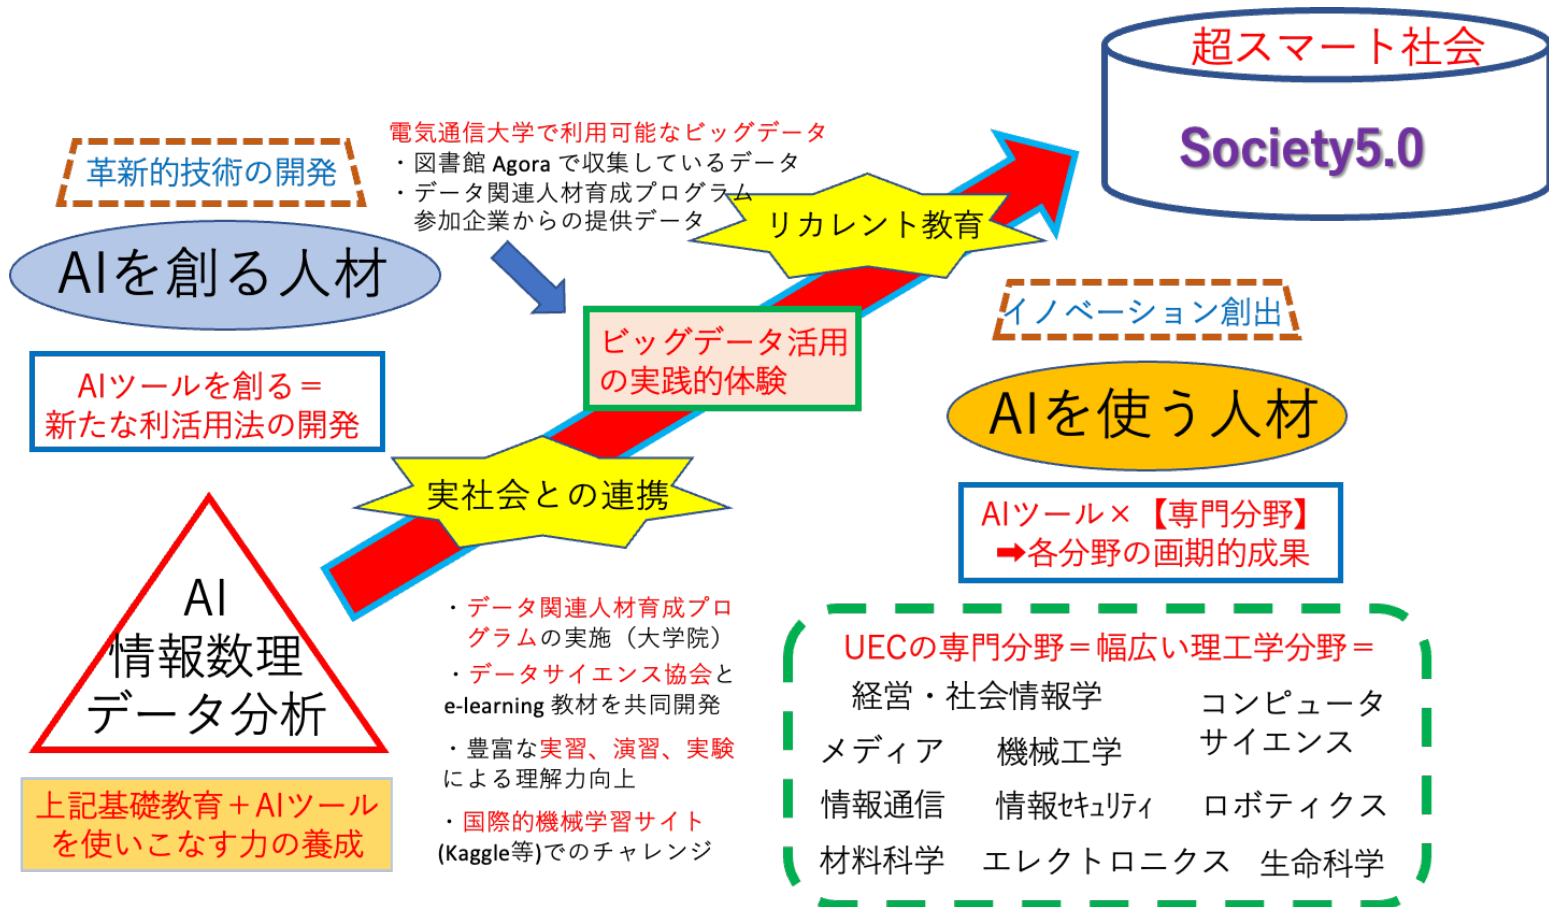 超スマート社会
Society5.0
電気通信大学で利用可能なビッグデータ
・図書館 Agora で収集しているデータ
・データ関連人材育成プログラム
参加企業からの提供データ
革新的技術の開発
AIを創る人材
リカレント教育
AIツールを創る＝
新たな利活用法の開発
ビッグデータ活用
の実践的体験
イノベーション創出
AIを使う人材
実社会との連携
AIツール×【専門分野】
➡各分野の画期的成果
AI
情報数理
データ分析
上記基礎教育＋AIツール
を使いこなす力の養成
・データ関連人材育成プロ
グラムの実施（大学院）
・データサイエンス協会と
e-learning 教材を共同開発
・豊富な実習、演習、実験
による理解力向上
・国際的機械学習サイト
(Kaggle等)でのチャレンジ
UECの専門分野＝幅広い理工学分野＝
経営・社会情報学
コンピュータ
サイエンス
メディア 機械工学
情報通信 情報ｾｷｭﾘﾃｨ ロボティクス
材料科学 エレクトロニクス 生命科学